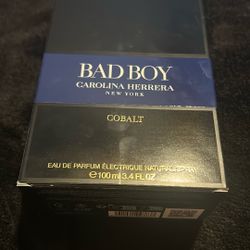 BAD BOY
CAROLINA HERRERA
NEW YORK
COBALT
EAU DE PARFUM ÉLECTRIQUE NATURAL SPRAY
℮ 100 ml 3.4 FL.OZ